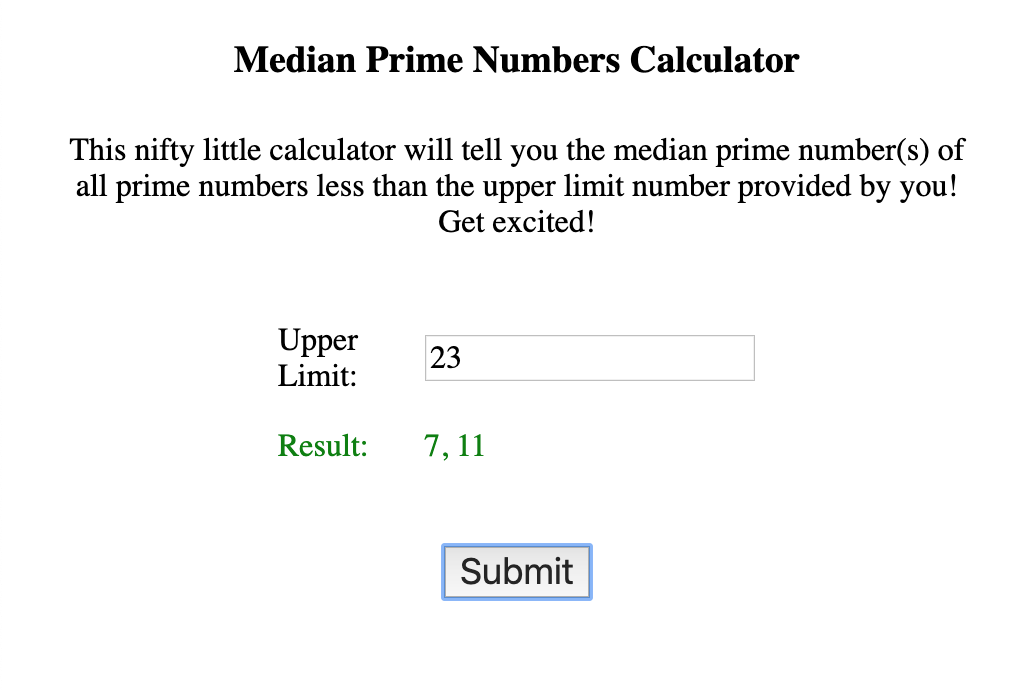 Median Prime Numbers Calculator
This nifty little calculator will tell you the median prime number(s) of
all prime numbers less than the upper limit number provided by you!
Get excited!
Upper
Limit:
23
Result: 7, 11
Submit